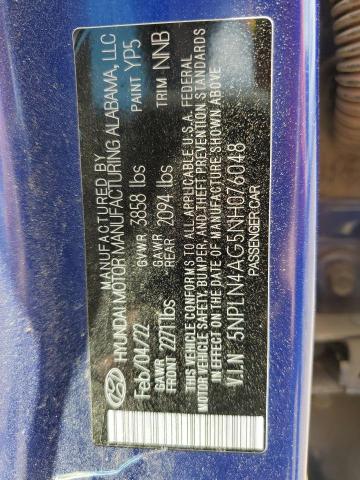 MANUFACTURED BY
HYUNDAI MOTOR MANUFACTURING ALABAMA, LLC
Feb/04/22 GVWR 3858 lbs PAINT YP5
GAWR FRONT 2271 lbs GAWR REAR 2094 lbs TRIM NNB
THIS VEHICLE CONFORMS TO ALL APPLICABLE U.S.A. FEDERAL
MOTOR VEHICLE SAFETY, BUMPER, AND THEFT PREVENTION STANDARDS
IN EFFECT ON THE DATE OF MANUFACTURE SHOWN ABOVE.
V.I.N 5NPLN4AG5NH076048
PASSENGER CAR